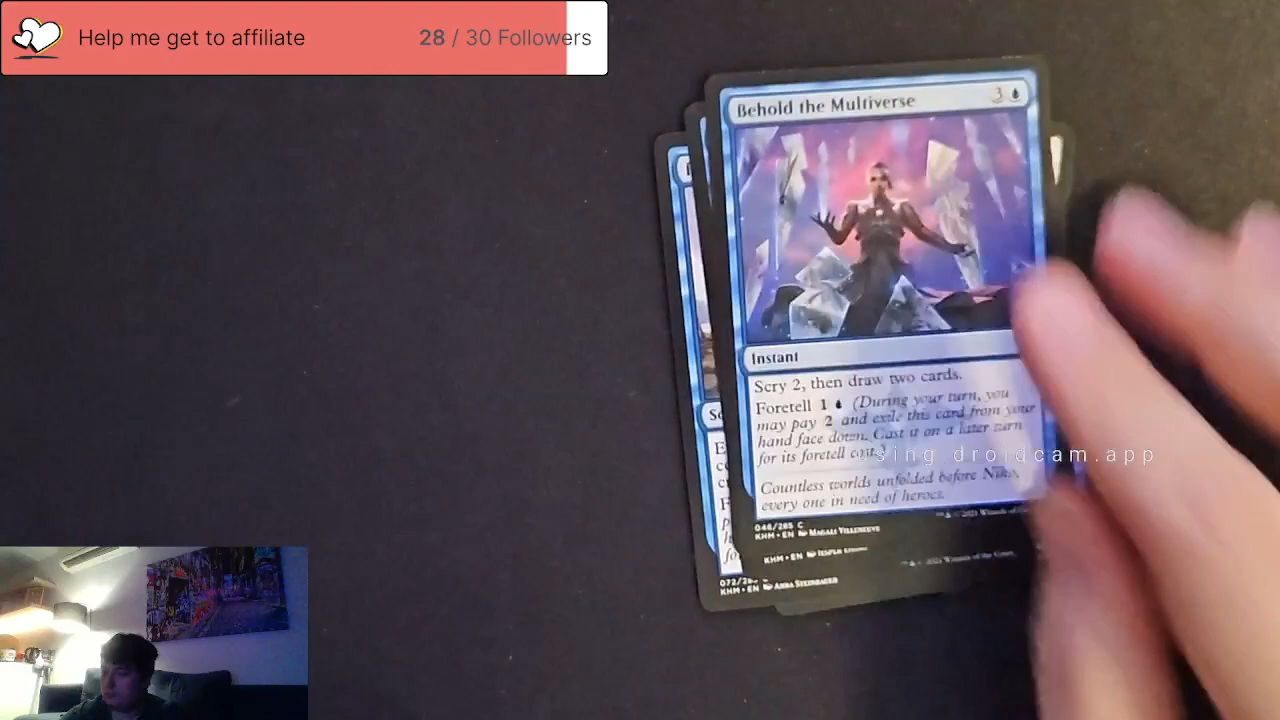 Help me get to affiliate
28 / 30 Followers
Behold the Multiverse
3
Instant
Scry 2, then draw two cards.
Foretell 1 (During your turn, you
may pay 2 and exile this card from your
hand face down. Cast it on a later turn
for its foretell cost.)
using droidcam.app
Countless worlds unfolded before Niko,
every one in need of heroes.
046/285 C
KHM • EN Magali Villeneuve
KHM • EN
072/285
KHM • EN Anna Steinbauer